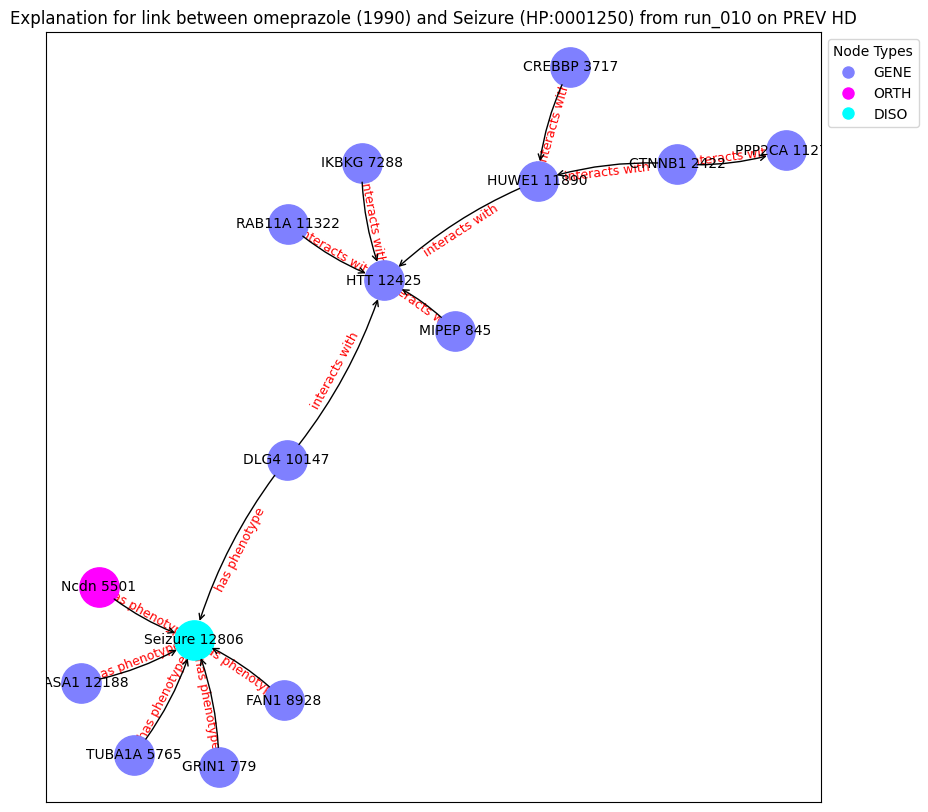 Explanation for link between omeprazole (1990) and Seizure (HP:0001250) from run_010 on PREV HD
Node Types
GENE
ORTH
DISO
CREBBP 3717
interacts with
PPP2CA 1127
CTNNB1 2422
interacts with
IKBKG 7288
HUWE1 11890
interacts with
interacts with
RAB11A 11322
interacts with
interacts with
HTT 12425
interacts with
MIPEP 845
interacts with
DLG4 10147
has phenotype
Ncdn 5501
has phenotype
Seizure 12806
has phenotype
has phenotype
ASA1 12188
has phenotype
has phenotype
FAN1 8928
TUBA1A 5765
GRIN1 779